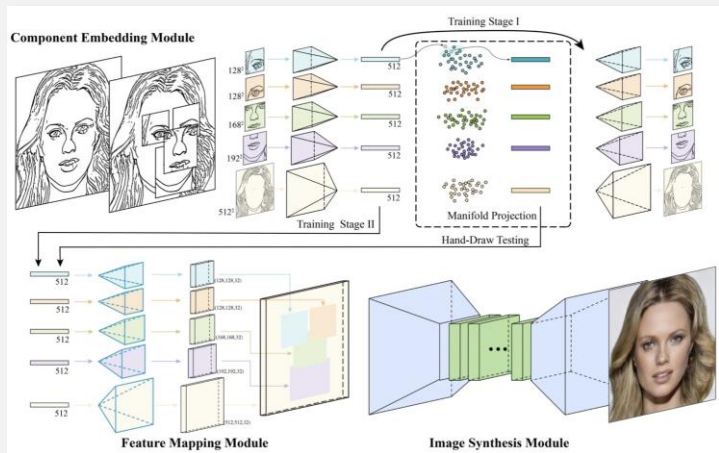 Training Stage I
Component Embedding Module
128²
512
128²
512
168²
512
192²
512
512²
512
Manifold Projection
Training Stage II
Hand-Draw Testing
512
(128,128,32)
512
(128,128,32)
512
(168,168,32)
512
(192,192,32)
512
(512,512,32)
Feature Mapping Module
Image Synthesis Module